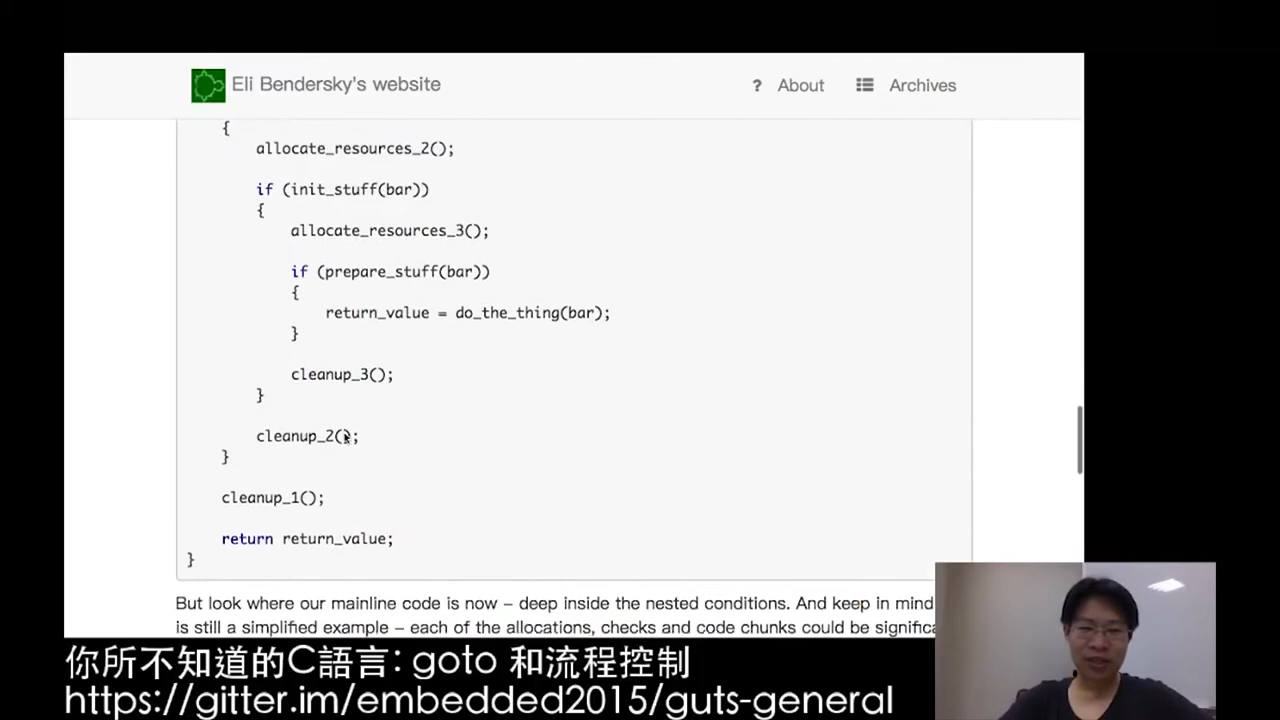 Eli Bendersky's website
? About
Archives
{
allocate_resources_2();
if (init_stuff(bar))
{
allocate_resources_3();
if (prepare_stuff(bar))
{
return_value = do_the_thing(bar);
}
cleanup_3();
}
cleanup_2();
}
cleanup_1();
return return_value;
}
But look where our mainline code is now – deep inside the nested conditions. And keep in mind
is still a simplified example – each of the allocations, checks and code chunks could be
你所不知道的C語言: goto 和流程控制
https://gitter.im/embedded2015/guts-general